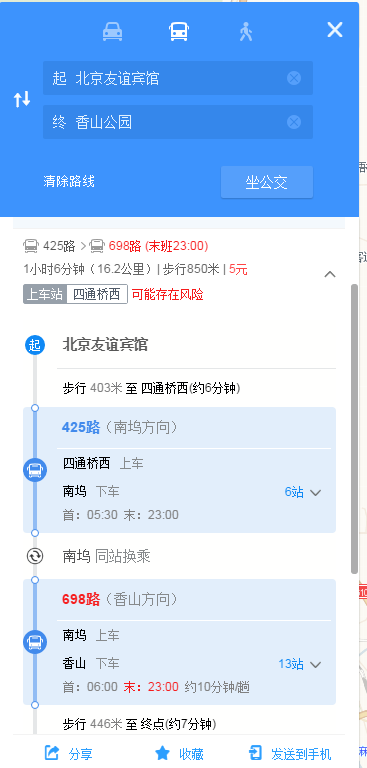 起 北京友谊宾馆
终 香山公园
清除路线 坐公交
425路 > 698路 (末班23:00)
1小时6分钟（16.2公里）| 步行850米 | 5元
上车站 四通桥西 可能存在风险
起 北京友谊宾馆
步行 403米 至 四通桥西(约6分钟)
425路（南坞方向）
四通桥西 上车
南坞 下车 6站
首：05:30 末：23:00
南坞 同站换乘
698路（香山方向）
南坞 上车
香山 下车 13站
首：06:00 末：23:00 约10分钟/趟
步行 446米 至 终点(约7分钟)
分享 收藏 发送到手机